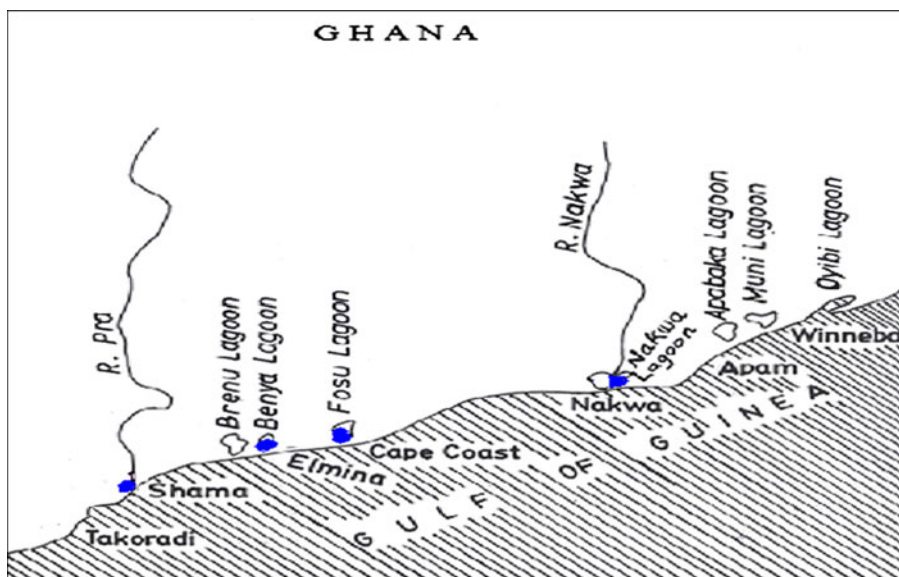 GHANA
R. Pra
Brenu Lagoon
Benya Lagoon
Fosu Lagoon
R. Nakwa
Nakwa
Lagoon
Apabaka Lagoon
Muni Lagoon
Oyibi Lagoon
Winneba
Apam
Nakwa
Cape Coast
Elmina
Shama
Takoradi
GULF OF GUINEA